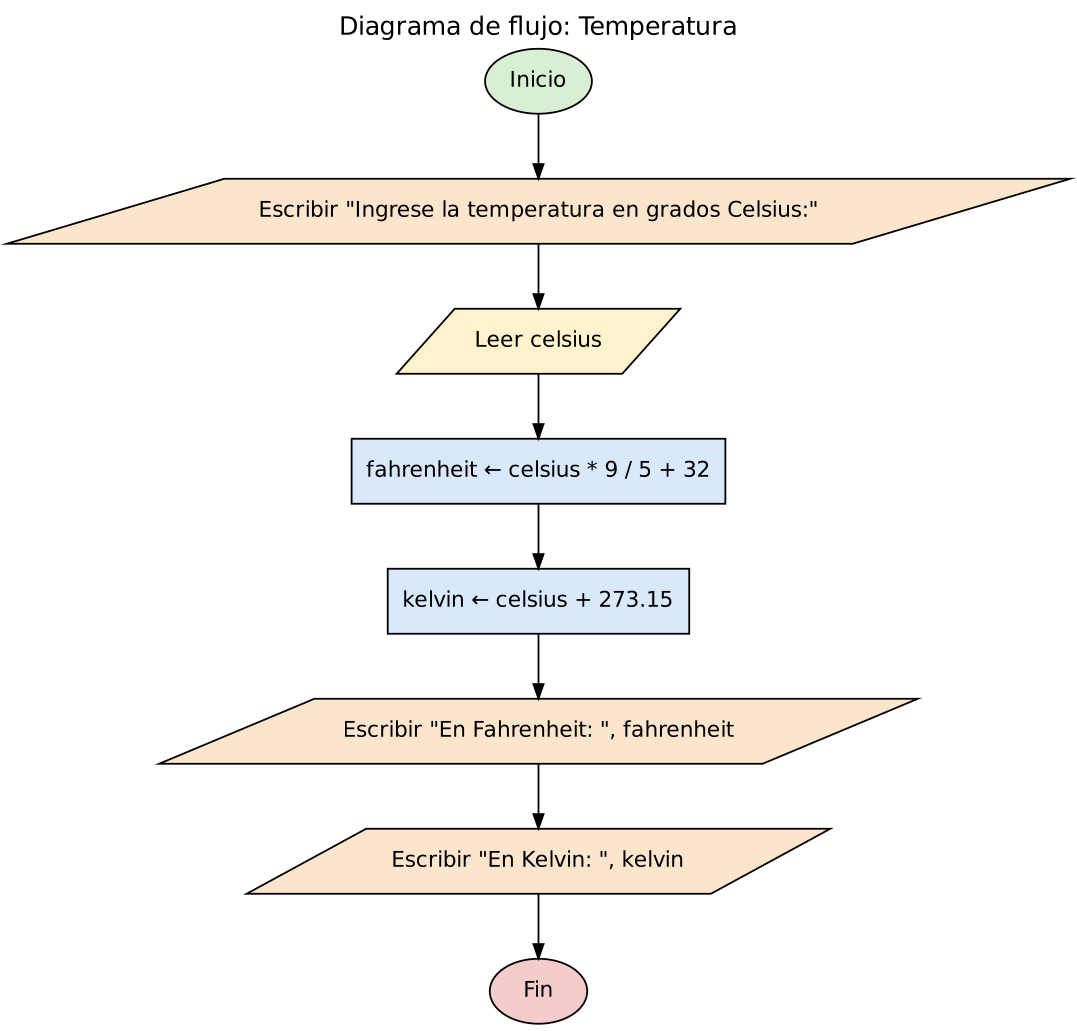 Diagrama de flujo: Temperatura
Inicio
Escribir "Ingrese la temperatura en grados Celsius:"
Leer celsius
fahrenheit ← celsius * 9 / 5 + 32
kelvin ← celsius + 273.15
Escribir "En Fahrenheit: ", fahrenheit
Escribir "En Kelvin: ", kelvin
Fin